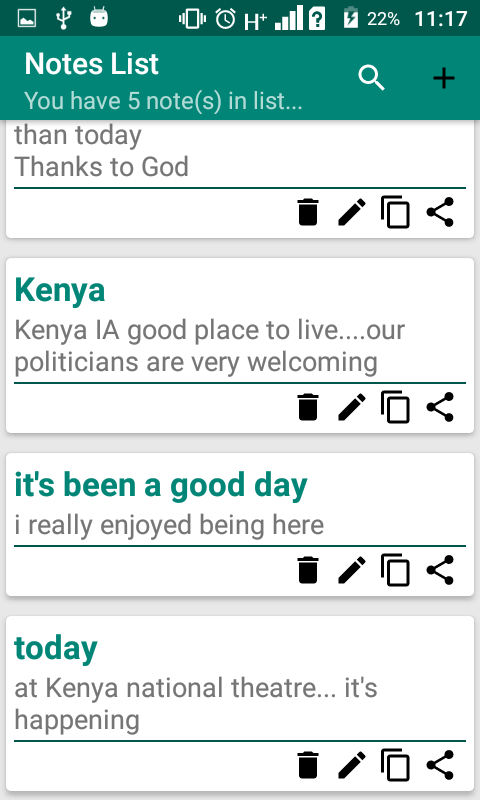 H+ 22% 11:17
Notes List
You have 5 note(s) in list...
than today
Thanks to God
Kenya
Kenya IA good place to live....our
politicians are very welcoming
it's been a good day
i really enjoyed being here
today
at Kenya national theatre... it's
happening